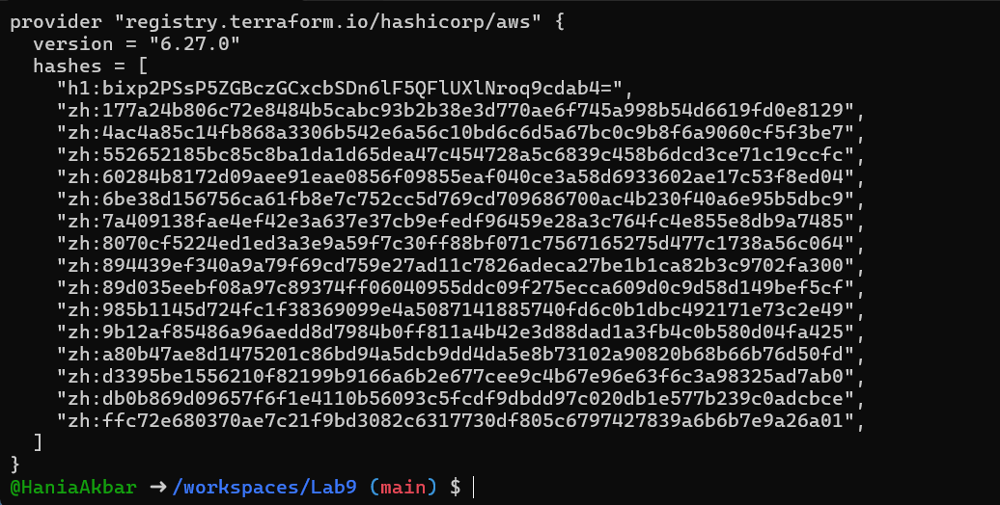 provider "registry.terraform.io/hashicorp/aws" {
  version = "6.27.0"
  hashes = [
    "h1:bixp2PSsP5ZGBczGCxcbSDn6lF5QFlUXlNroq9cdab4=",
    "zh:177a24b806c72e8484b5cabc93b2b38e3d770ae6f745a998b54d6619fd0e8129",
    "zh:4ac4a85c14fb868a3306b542e6a56c10bd6c6d5a67bc0c9b8f6a9060cf5f3be7",
    "zh:552652185bc85c8ba1da1d65dea47c454728a5c6839c458b6dcd3ce71c19ccfc",
    "zh:60284b8172d09aee91eae0856f09855eaf040ce3a58d6933602ae17c53f8ed04",
    "zh:6be38d156756ca61fb8e7c752cc5d769cd709686700ac4b230f40a6e95b5dbc9",
    "zh:7a409138fae4ef42e3a637e37cb9efedf96459e28a3c764fc4e855e8db9a7485",
    "zh:8070cf5224ed1ed3a3e9a59f7c30ff88bf071c7567165275d477c1738a56c064",
    "zh:894439ef340a9a79f69cd759e27ad11c7826adeca27be1b1ca82b3c9702fa300",
    "zh:89d035eebf08a97c89374ff06040955ddc09f275ecca609d0c9d58d149bef5cf",
    "zh:985b1145d724fc1f38369099e4a5087141885740fd6c0b1dbc492171e73c2e49",
    "zh:9b12af85486a96aedd8d7984b0ff811a4b42e3d88dad1a3fb4c0b580d04fa425",
    "zh:a80b47ae8d1475201c86bd94a5dcb9dd4da5e8b73102a90820b68b66b76d50fd",
    "zh:d3395be1556210f82199b9166a6b2e677cee9c4b67e96e63f6c3a98325ad7ab0",
    "zh:db0b869d09657f6f1e4110b56093c5fcdf9dbdd97c020db1e577b239c0adcbce",
    "zh:ffc72e680370ae7c21f9bd3082c6317730df805c6797427839a6b6b7e9a26a01",
  ]
}
@HaniaAkbar ➜ /workspaces/Lab9 (main) $